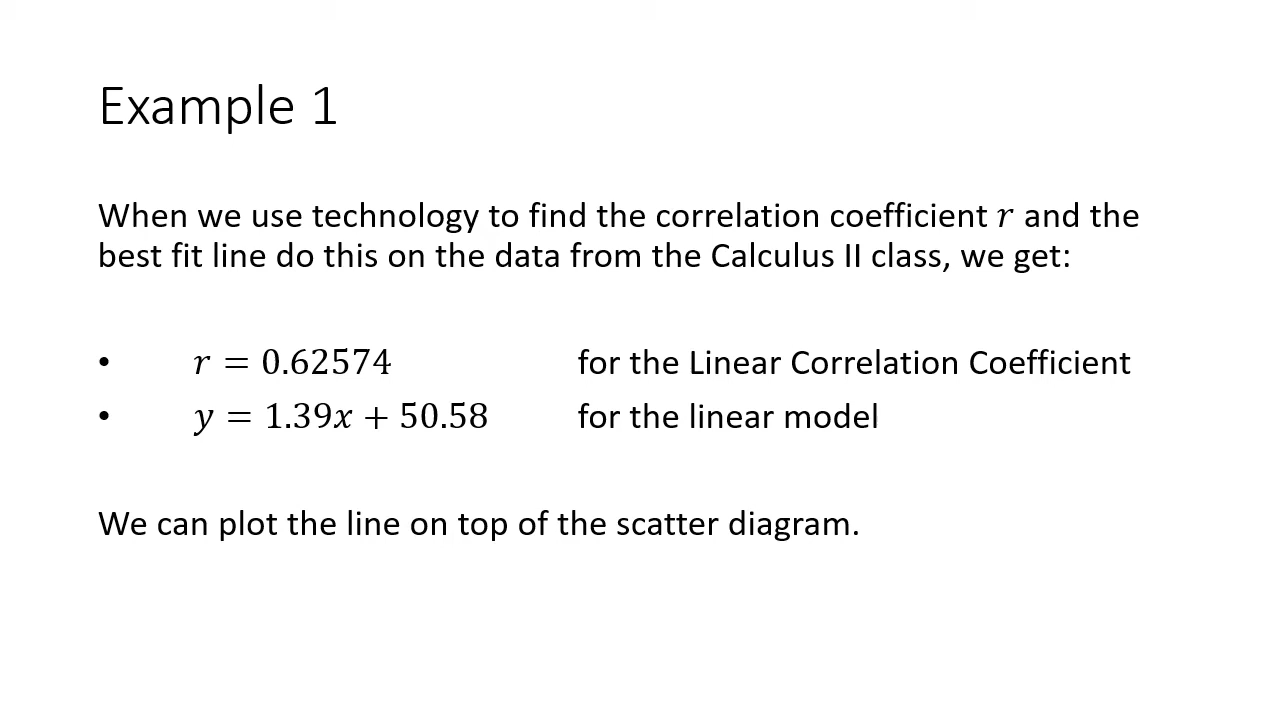 Example 1
When we use technology to find the correlation coefficient 𝑟 and the
best fit line do this on the data from the Calculus II class, we get:
• 𝑟 = 0.62574 for the Linear Correlation Coefficient
• 𝑦 = 1.39𝑥 + 50.58 for the linear model
We can plot the line on top of the scatter diagram.